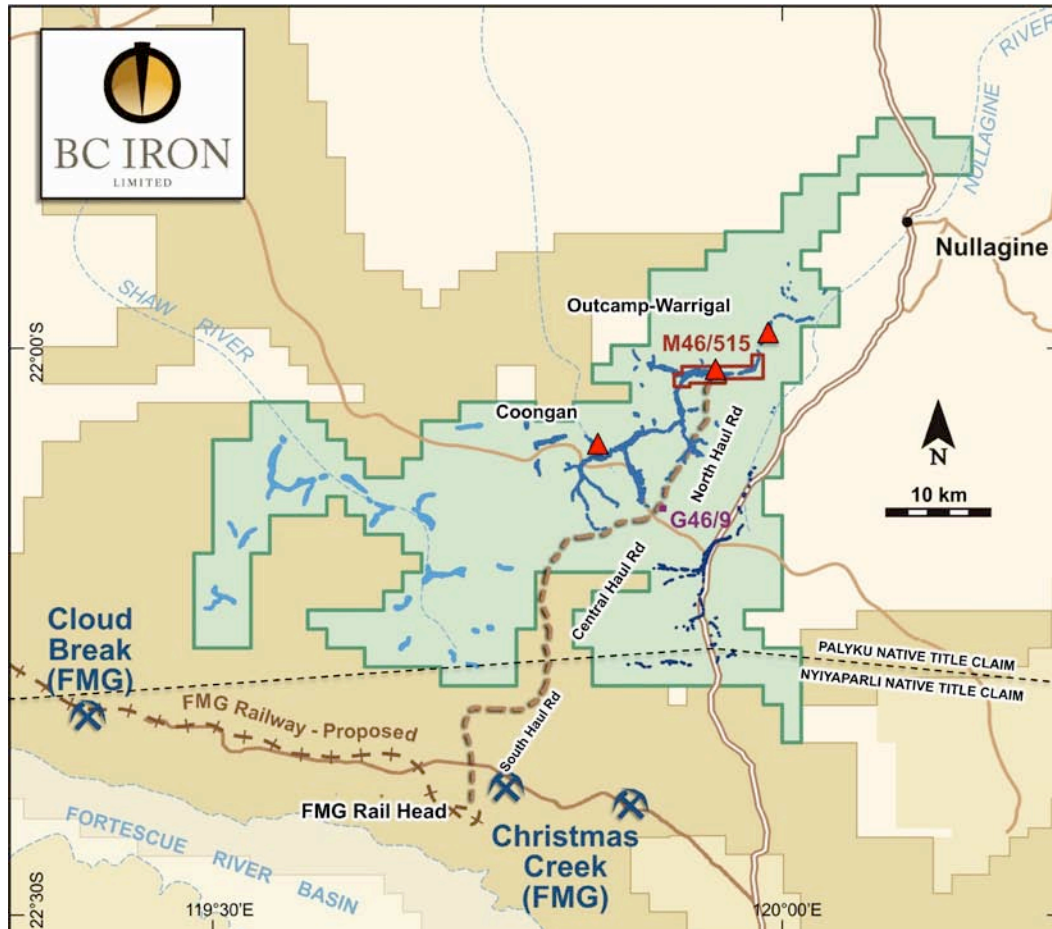 BC IRON
LIMITED
NULLAGINE
RIVER
Nullagine
Outcamp-Warrigal
SHAW
RIVER
M46/515
22°00'S
Coongan
North Haul Rd
N
10 km
G46/9
Central Haul Rd
Cloud
Break
(FMG)
PALYKU NATIVE TITLE CLAIM
NYIYAPARLI NATIVE TITLE CLAIM
FMG Railway - Proposed
South Haul Rd
FMG Rail Head
Christmas
Creek
(FMG)
FORTESCUE RIVER BASIN
22°30'S
119°30'E
120°00'E